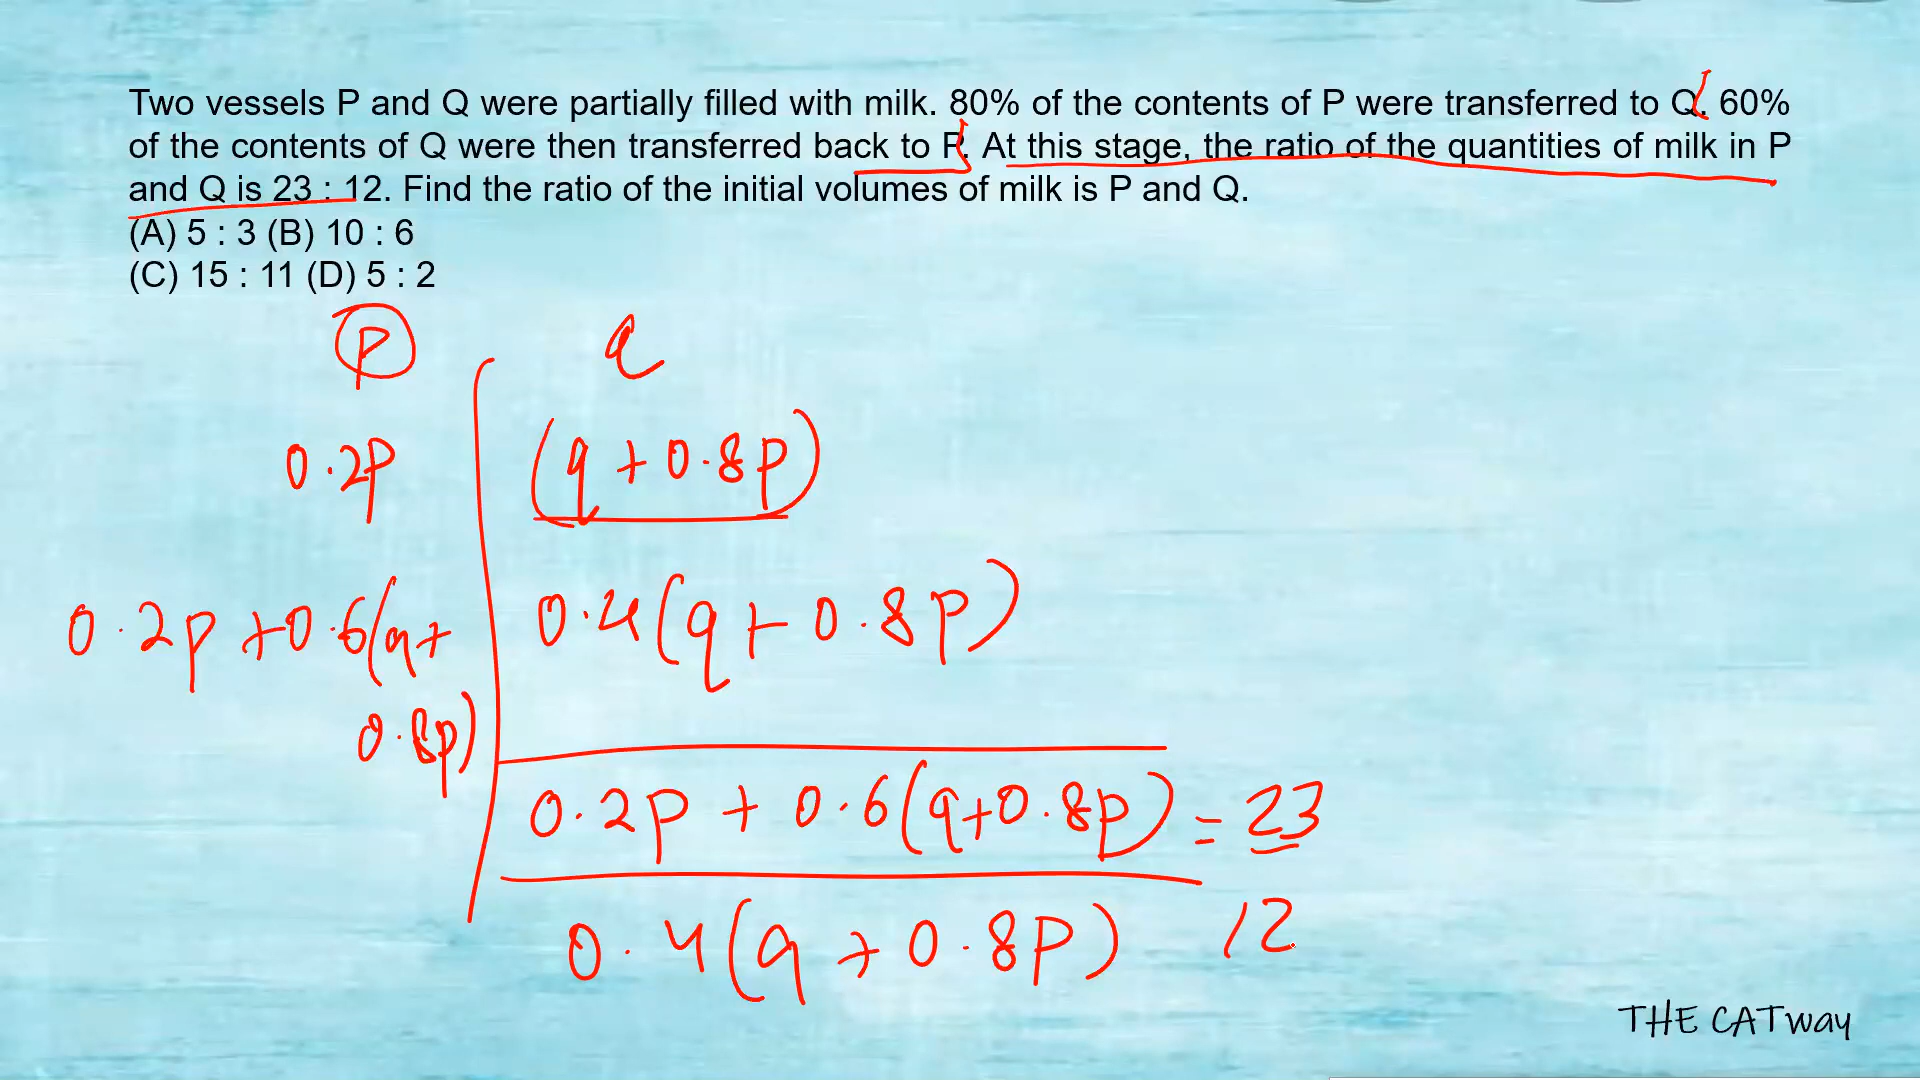 Two vessels P and Q were partially filled with milk. 80% of the contents of P were transferred to Q. 60%
of the contents of Q were then transferred back to P. At this stage, the ratio of the quantities of milk in P
and Q is 23 : 12. Find the ratio of the initial volumes of milk is P and Q.
(A) 5 : 3 (B) 10 : 6
(C) 15 : 11 (D) 5 : 2
P q
0.2p (q + 0.8p)
0.2p + 0.6(q + 0.4(q + 0.8p)
0.8p)
0.2p + 0.6(q + 0.8p) = 23
0.4(q + 0.8p) 12
THE CATway